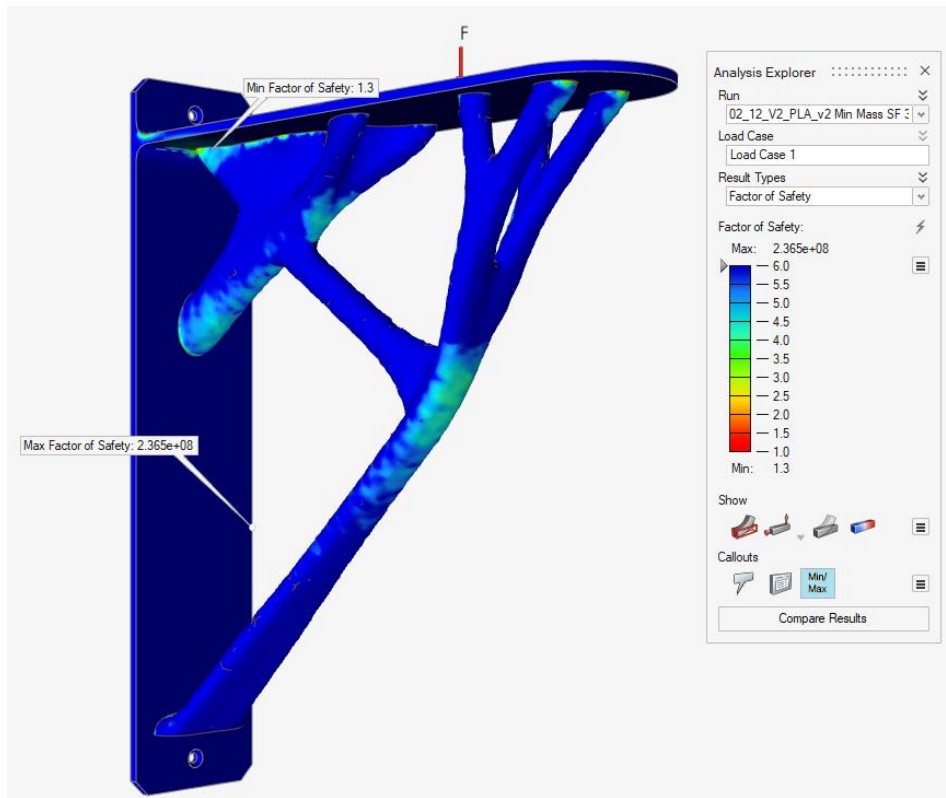 F
Min Factor of Safety: 1.3
Max Factor of Safety: 2.365e+08
Analysis Explorer
Run
02_12_V2_PLA_v2 Min Mass SF 3
Load Case
Load Case 1
Result Types
Factor of Safety
Factor of Safety:
Max: 2.365e+08
6.0
5.5
5.0
4.5
4.0
3.5
3.0
2.5
2.0
1.5
1.0
Min: 1.3
Show
Callouts
Min/
Max
Compare Results